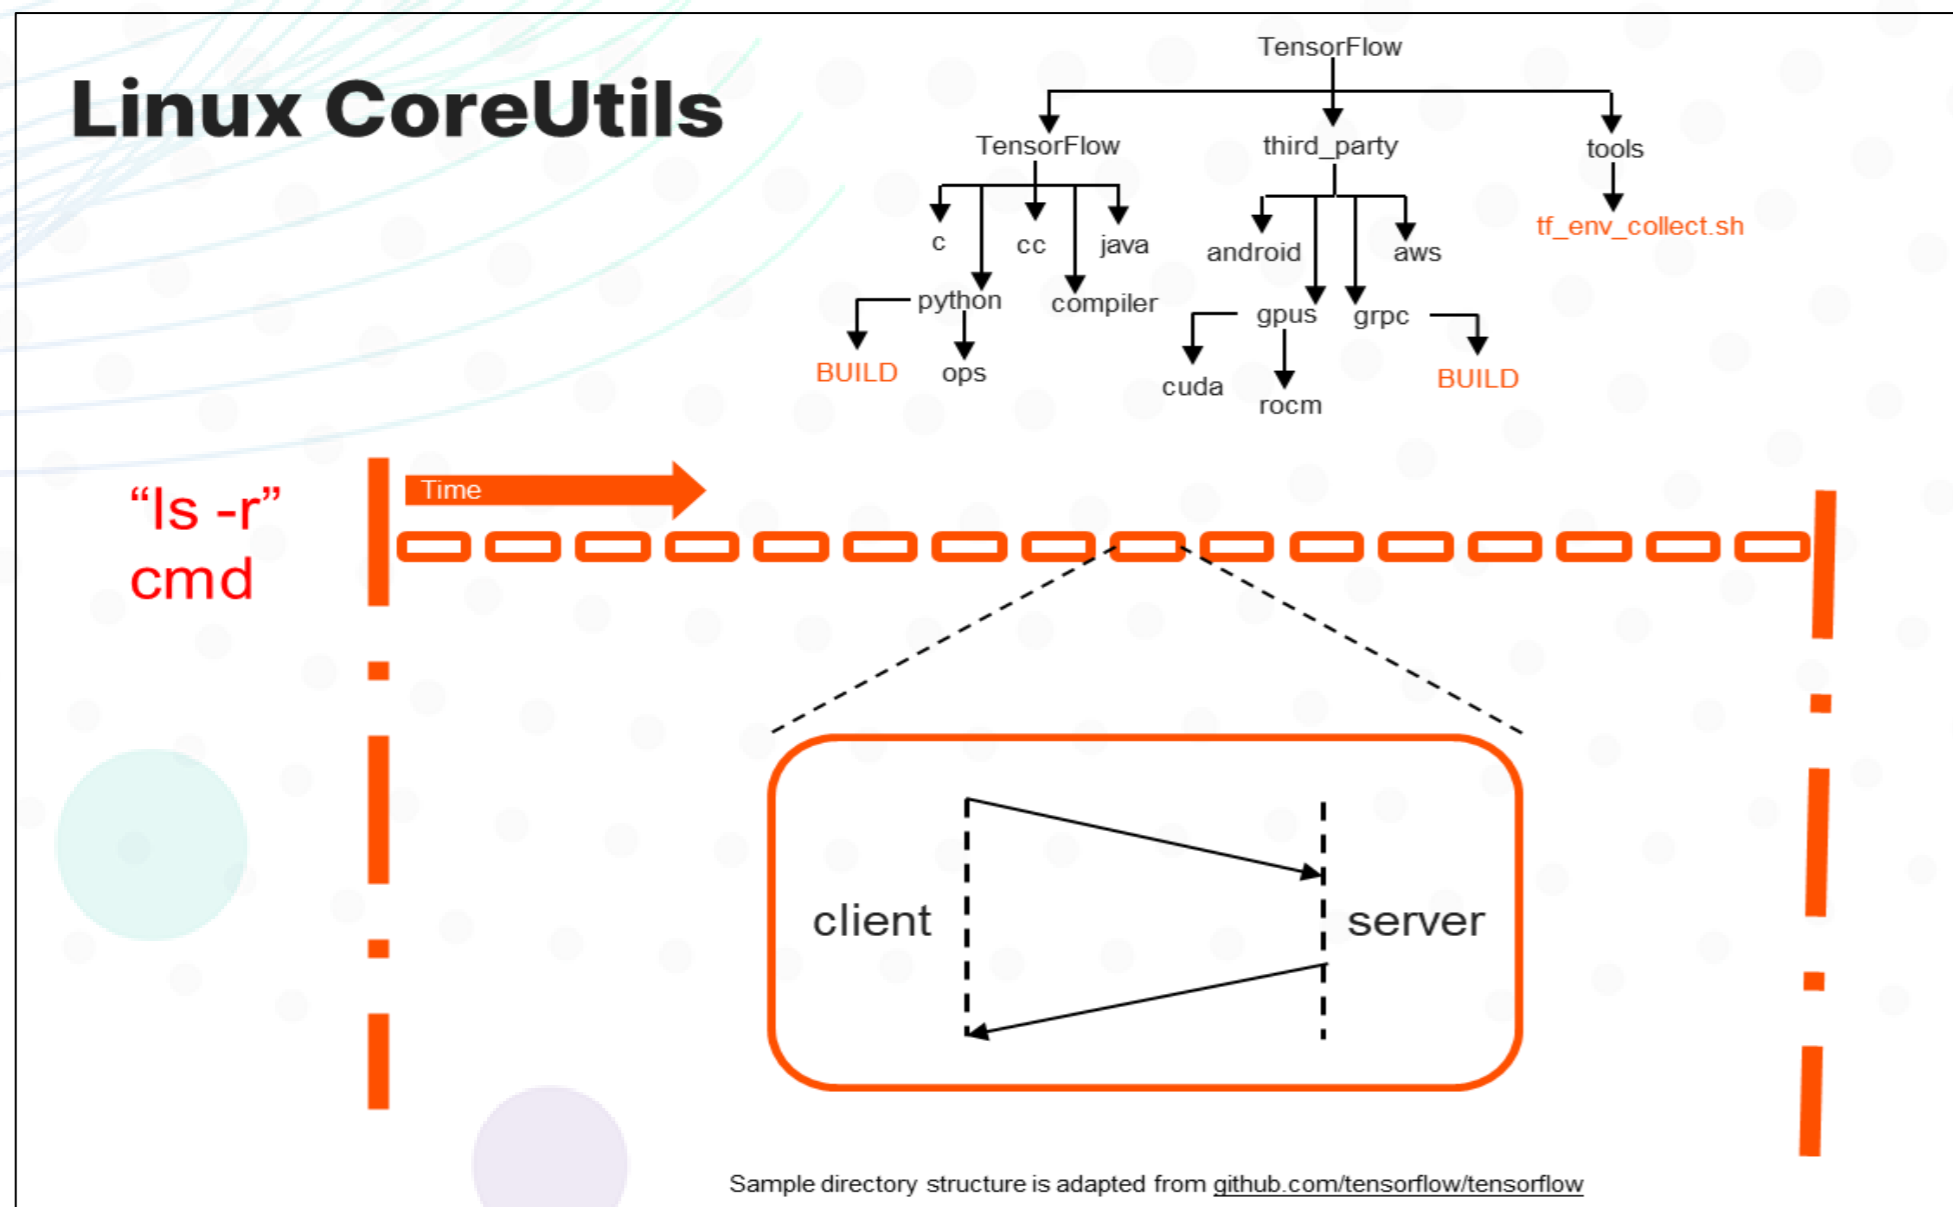 Linux CoreUtils
TensorFlow
TensorFlow
third_party
tools
c
cc
java
android
aws
tf_env_collect.sh
python
compiler
gpus
grpc
BUILD
ops
cuda
rocm
BUILD
“ls -r”
cmd
Time
client
server
Sample directory structure is adapted from github.com/tensorflow/tensorflow